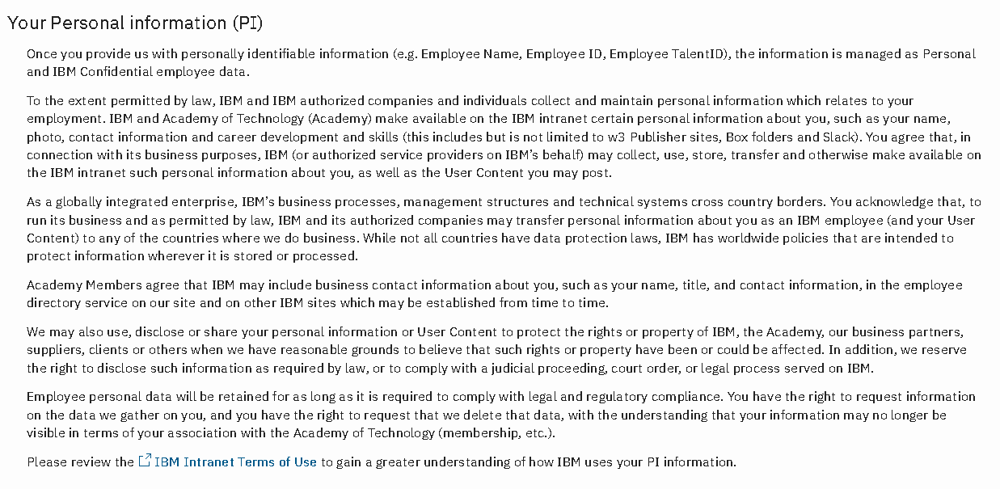 Your Personal information (PI)
Once you provide us with personally identifiable information (e.g. Employee Name, Employee ID, Employee TalentID), the information is managed as Personal
and IBM Confidential employee data.
To the extent permitted by law, IBM and IBM authorized companies and individuals collect and maintain personal information which relates to your
employment. IBM and Academy of Technology (Academy) make available on the IBM intranet certain personal information about you, such as your name,
photo, contact information and career development and skills (this includes but is not limited to w3 Publisher sites, Box folders and Slack). You agree that, in
connection with its business purposes, IBM (or authorized service providers on IBM’s behalf) may collect, use, store, transfer and otherwise make available on
the IBM intranet such personal information about you, as well as the User Content you may post.
As a globally integrated enterprise, IBM’s business processes, management structures and technical systems cross country borders. You acknowledge that, to
run its business and as permitted by law, IBM and its authorized companies may transfer personal information about you as an IBM employee (and your User
Content) to any of the countries where we do business. While not all countries have data protection laws, IBM has worldwide policies that are intended to
protect information wherever it is stored or processed.
Academy Members agree that IBM may include business contact information about you, such as your name, title, and contact information, in the employee
directory service on our site and on other IBM sites which may be established from time to time.
We may also use, disclose or share your personal information or User Content to protect the rights or property of IBM, the Academy, our business partners,
suppliers, clients or others when we have reasonable grounds to believe that such rights or property have been or could be affected. In addition, we reserve
the right to disclose such information as required by law, or to comply with a judicial proceeding, court order, or legal process served on IBM.
Employee personal data will be retained for as long as it is required to comply with legal and regulatory compliance. You have the right to request information
on the data we gather on you, and you have the right to request that we delete that data, with the understanding that your information may no longer be
visible in terms of your association with the Academy of Technology (membership, etc.).
Please review the IBM Intranet Terms of Use to gain a greater understanding of how IBM uses your PI information.